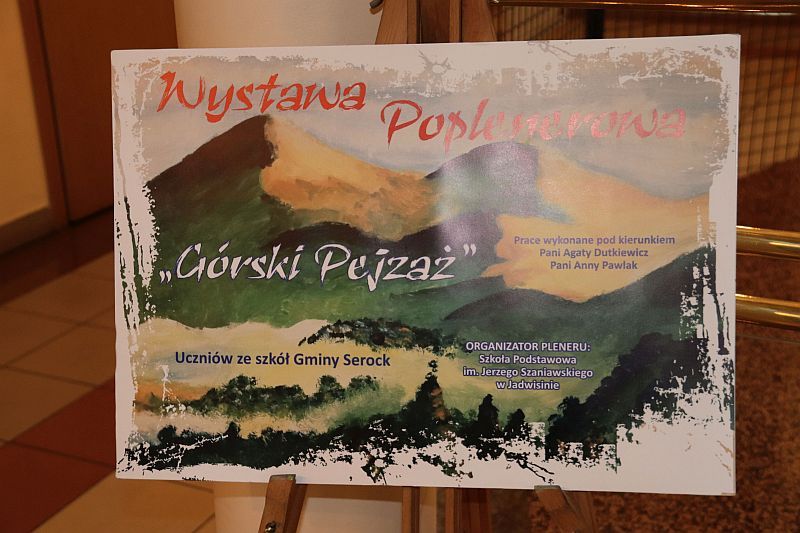 Wystawa
Poplenerowa
„Górski Pejzaż”
Prace wykonane pod kierunkiem
Pani Agaty Dutkiewicz
Pani Anny Pawlak
Uczniów ze szkół Gminy Serock
ORGANIZATOR PLENERU:
Szkoła Podstawowa
im. Jerzego Szaniawskiego
w Jadwisinie